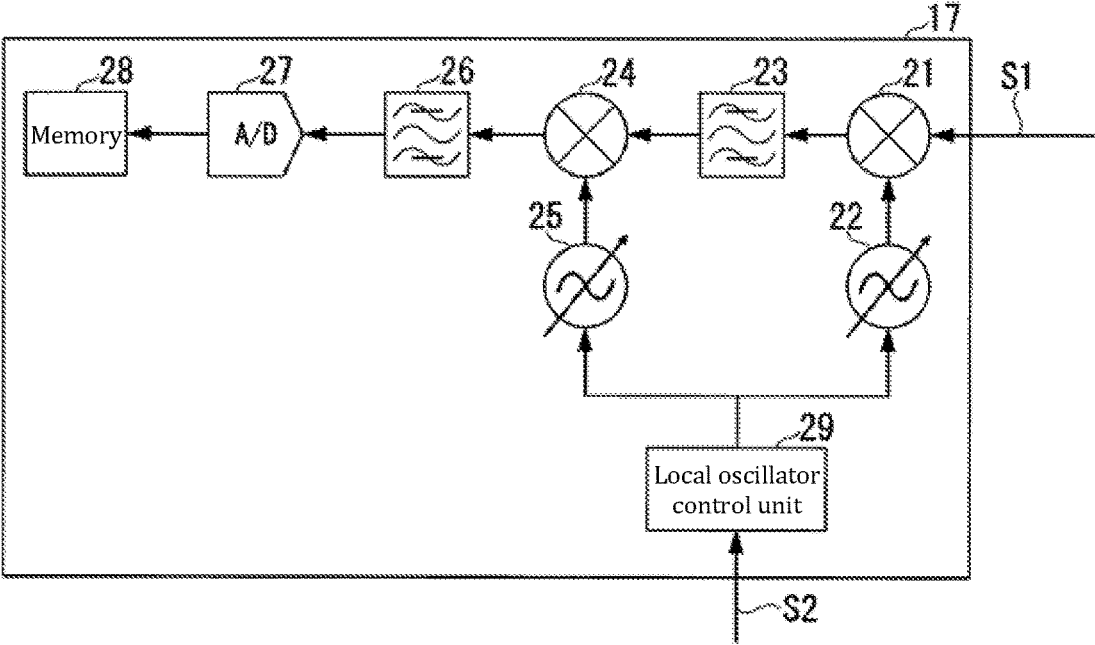 17
28
27
26
24
23
21
S1
Memory
A/D
25
22
29
Local oscillator
control unit
S2